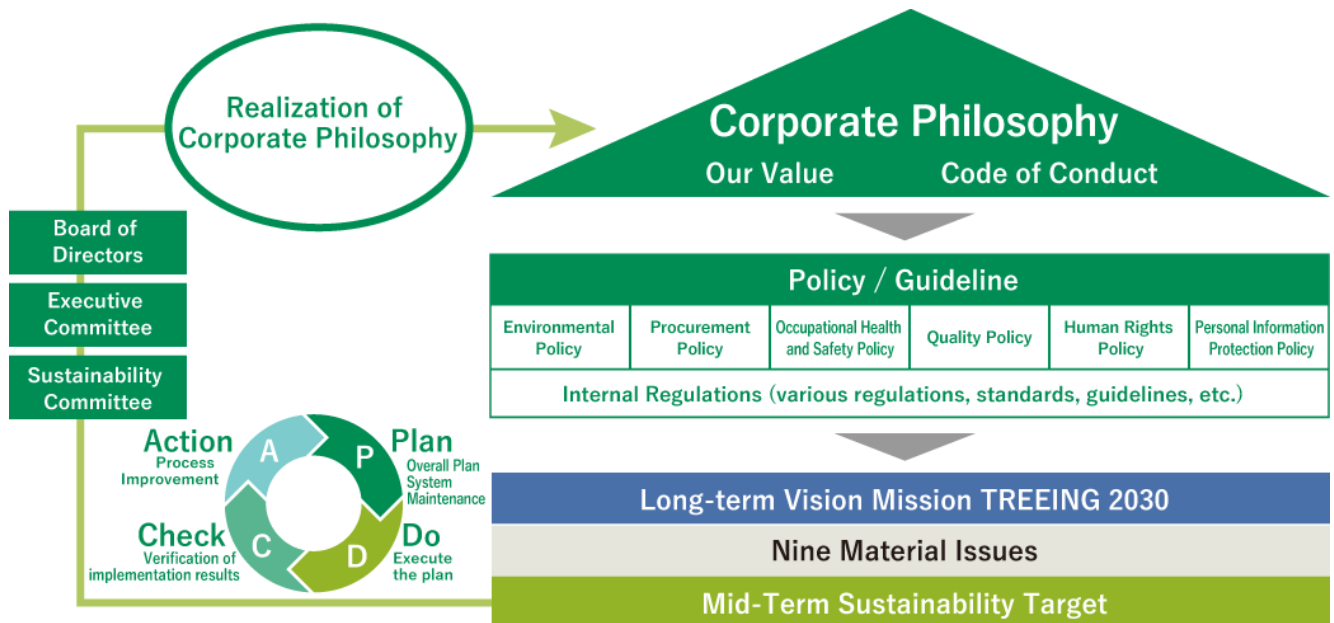 Realization of
Corporate Philosophy
Corporate Philosophy
Our Value
Code of Conduct
Board of
Directors
Executive
Committee
Sustainability
Committee
Policy / Guideline
Environmental
Policy
Procurement
Policy
Occupational Health
and Safety Policy
Quality Policy
Human Rights
Policy
Personal Information
Protection Policy
Internal Regulations (various regulations, standards, guidelines, etc.)
Action
Process
Improvement
A
P
Plan
Overall Plan
System
Maintenance
Check
Verification of
implementation results
C
D
Do
Execute
the plan
Long-term Vision Mission TREEING 2030
Nine Material Issues
Mid-Term Sustainability Target